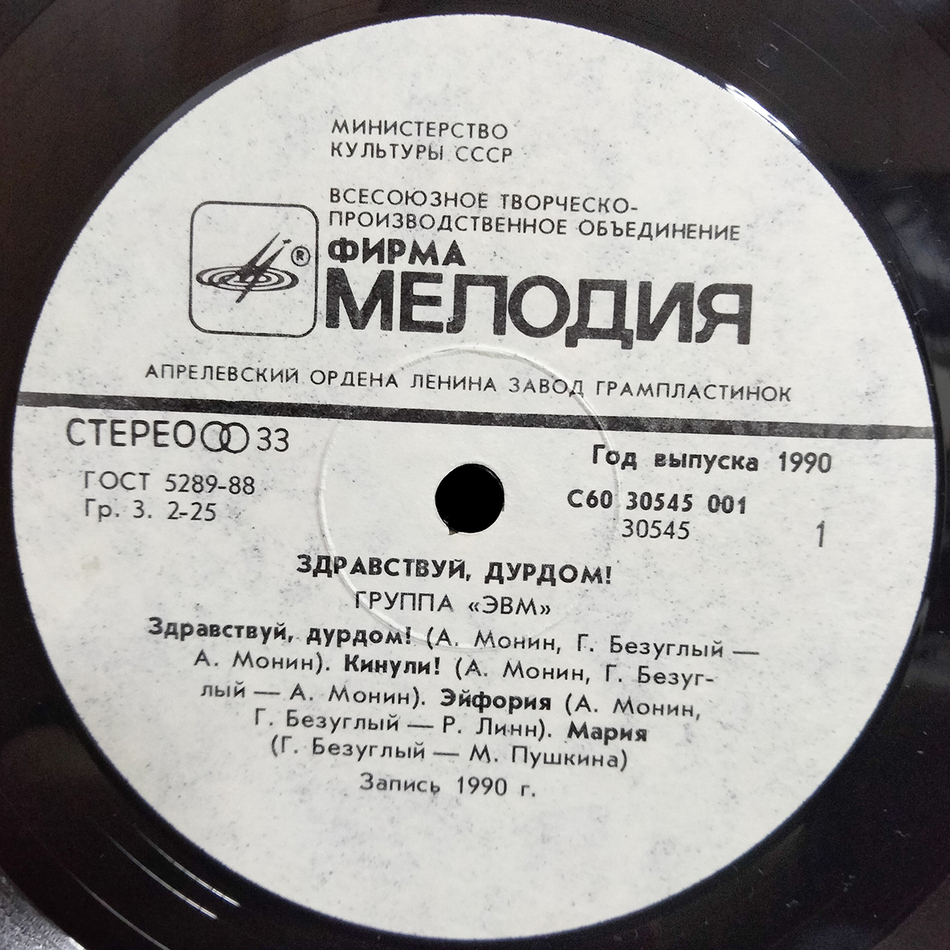 МИНИСТЕРСТВО
КУЛЬТУРЫ СССР
ВСЕСОЮЗНОЕ ТВОРЧЕСКО-
ПРОИЗВОДСТВЕННОЕ ОБЪЕДИНЕНИЕ
ФИРМА
®
МЕЛОДИЯ
АПРЕЛЕВСКИЙ ОРДЕНА ЛЕНИНА ЗАВОД ГРАМПЛАСТИНОК
СТЕРЕО 33
Год выпуска 1990
ГОСТ 5289-88
С60 30545 001
Гр. 3. 2-25
30545
1
ЗДРАВСТВУЙ, ДУРДОМ!
ГРУППА «ЭВМ»
Здравствуй, дурдом! (А. Монин, Г. Безуглый —
А. Монин). Кинули! (А. Монин, Г. Безуг-
лый — А. Монин). Эйфория (А. Монин,
Г. Безуглый — Р. Линн). Мария
(Г. Безуглый — М. Пушкина)
Запись 1990 г.